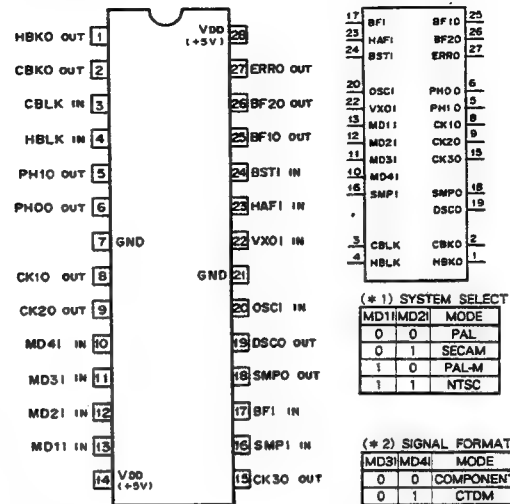 HBKO OUT 1
CBKO OUT 2
CBLK IN 3
HBLK IN 4
PH1O OUT 5
PH0O OUT 6
7 GND
CK1O OUT 8
CK2O OUT 9
MD4I IN 10
MD3I IN 11
MD2I IN 12
MD1I IN 13
14 VDD
(+5V)
VDD 28
(+5V)
27 ERRO OUT
26 BF2O OUT
25 BF1O OUT
24 BSTI IN
23 HAFI IN
22 VXOI IN
GND 21
20 OSCI IN
19 DSCO OUT
18 SMPO OUT
17 BFI IN
16 SMPI IN
15 CK3O OUT
17 BFI BF1O 25
23 HAFI BF2O 26
24 BSTI ERRO 27
20 OSCI PH0O 6
22 VXOI PH1O 5
13 MD1I CK1O 8
12 MD2I CK2O 9
11 MD3I CK3O 15
10 MD4I
16 SMPI SMPO 18
DSCO 19
3 CBLK CBKO 2
4 HBLK HBKO 1
(*1) SYSTEM SELECT
MD1I MD2I MODE
0 0 PAL
0 1 SECAM
1 0 PAL-M
1 1 NTSC
(*2) SIGNAL FORMAT
MD3I MD4I MODE
0 0 COMPONENT
0 1 CTDM